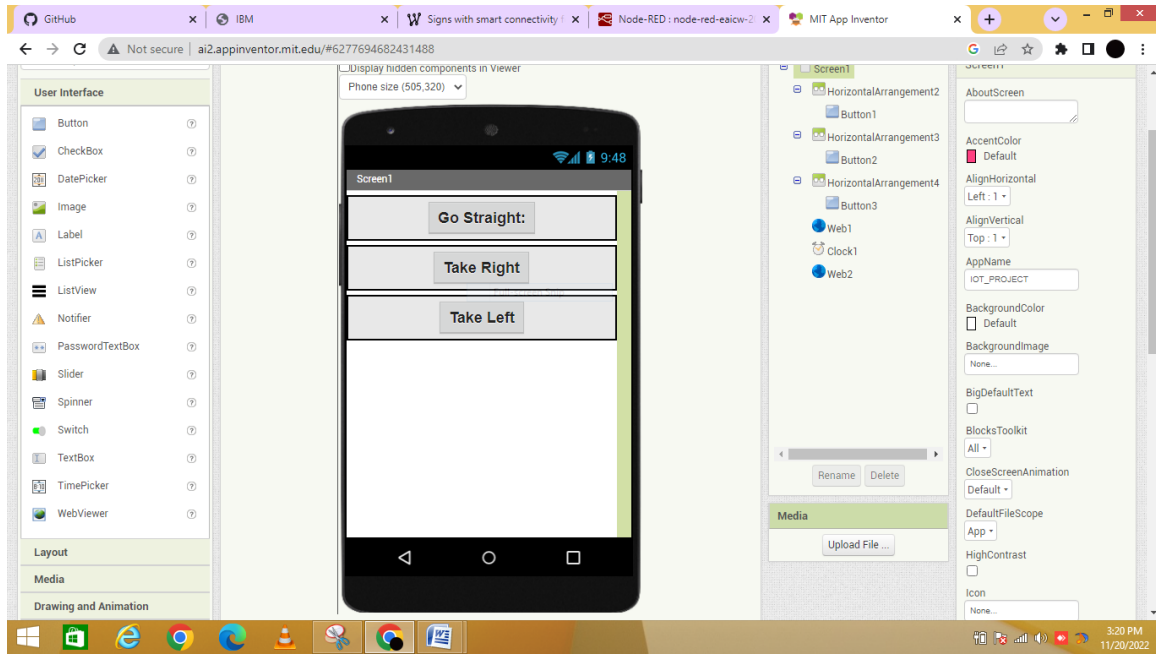 GitHub
IBM
Signs with smart connectivity f
Node-RED : node-red-eaicw-2
MIT App Inventor
Not secure | ai2.appinventor.mit.edu/#6277694682431488
User Interface
Button
CheckBox
DatePicker
Image
Label
ListPicker
ListView
Notifier
PasswordTextBox
Slider
Spinner
Switch
TextBox
TimePicker
WebViewer
Layout
Media
Drawing and Animation
Display hidden components in Viewer
Phone size (505,320)
9:48
Screen1
Go Straight:
Take Right
Full-screen Snip
Take Left
Screen1
HorizontalArrangement2
Button1
HorizontalArrangement3
Button2
HorizontalArrangement4
Button3
Web1
Clock1
Web2
Rename Delete
Media
Upload File ...
Screen1
AboutScreen
AccentColor
Default
AlignHorizontal
Left : 1
AlignVertical
Top : 1
AppName
IOT_PROJECT
BackgroundColor
Default
BackgroundImage
None...
BigDefaultText
BlocksToolkit
All
CloseScreenAnimation
Default
DefaultFileScope
App
HighContrast
Icon
None...
3:20 PM
11/20/2022